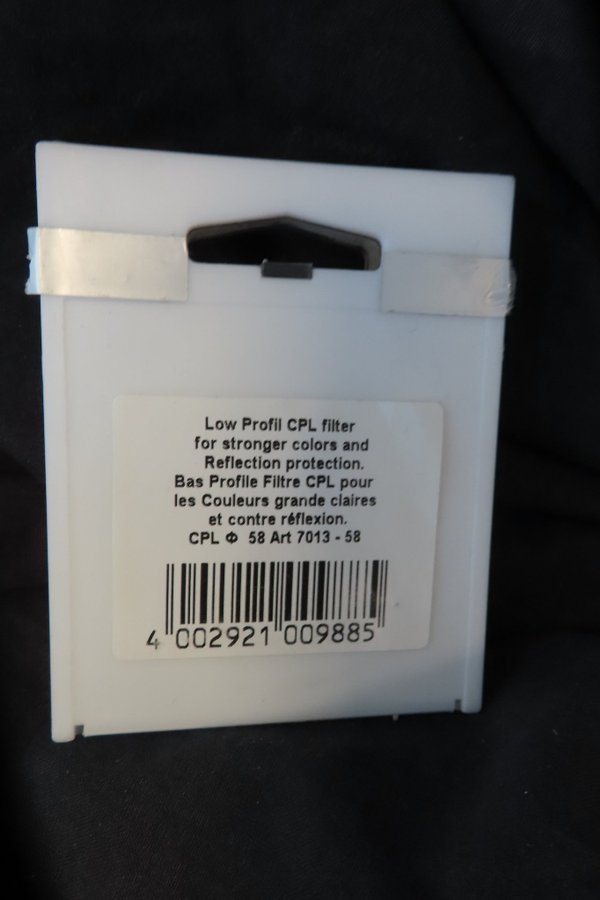 Low Profil CPL filter
for stronger colors and
Reflection protection.
Bas Profile Filtre CPL pour
les Couleurs grande claires
et contre réflexion.
CPL Φ 58 Art 7013 - 58
4 002921 009885